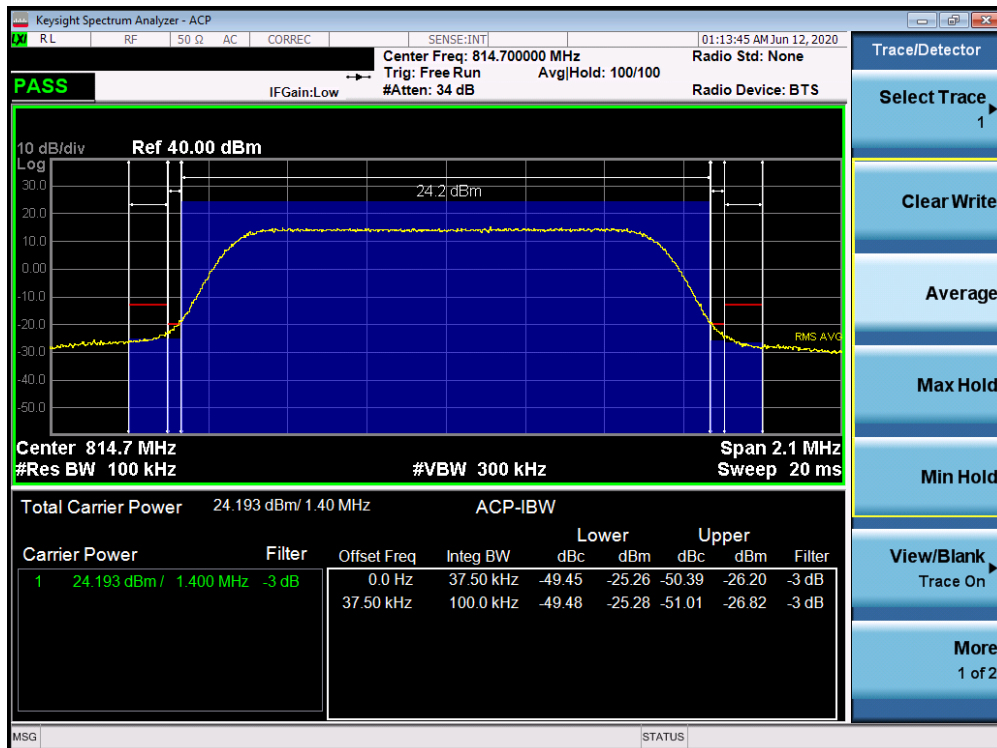 Keysight Spectrum Analyzer - ACP
LXI RL RF 50 Ω AC CORREC SENSE:INT 01:13:45 AM Jun 12, 2020
Center Freq: 814.700000 MHz Radio Std: None
Trig: Free Run Avg|Hold: 100/100
PASS IFGain:Low #Atten: 34 dB Radio Device: BTS
10 dB/div Ref 40.00 dBm
Log
30.0
24.2 dBm
20.0
10.0
0.00
-10.0
-20.0
RMS AVG
-30.0
-40.0
-50.0
Center 814.7 MHz Span 2.1 MHz
#Res BW 100 kHz #VBW 300 kHz Sweep 20 ms
Total Carrier Power 24.193 dBm/ 1.40 MHz ACP-IBW
Lower Upper
Carrier Power Filter Offset Freq Integ BW dBc dBm dBc dBm Filter
1 24.193 dBm / 1.400 MHz -3 dB 0.0 Hz 37.50 kHz -49.45 -25.26 -50.39 -26.20 -3 dB
37.50 kHz 100.0 kHz -49.48 -25.28 -51.01 -26.82 -3 dB
MSG STATUS
Trace/Detector
Select Trace
1
Clear Write
Average
Max Hold
Min Hold
View/Blank
Trace On
More
1 of 2